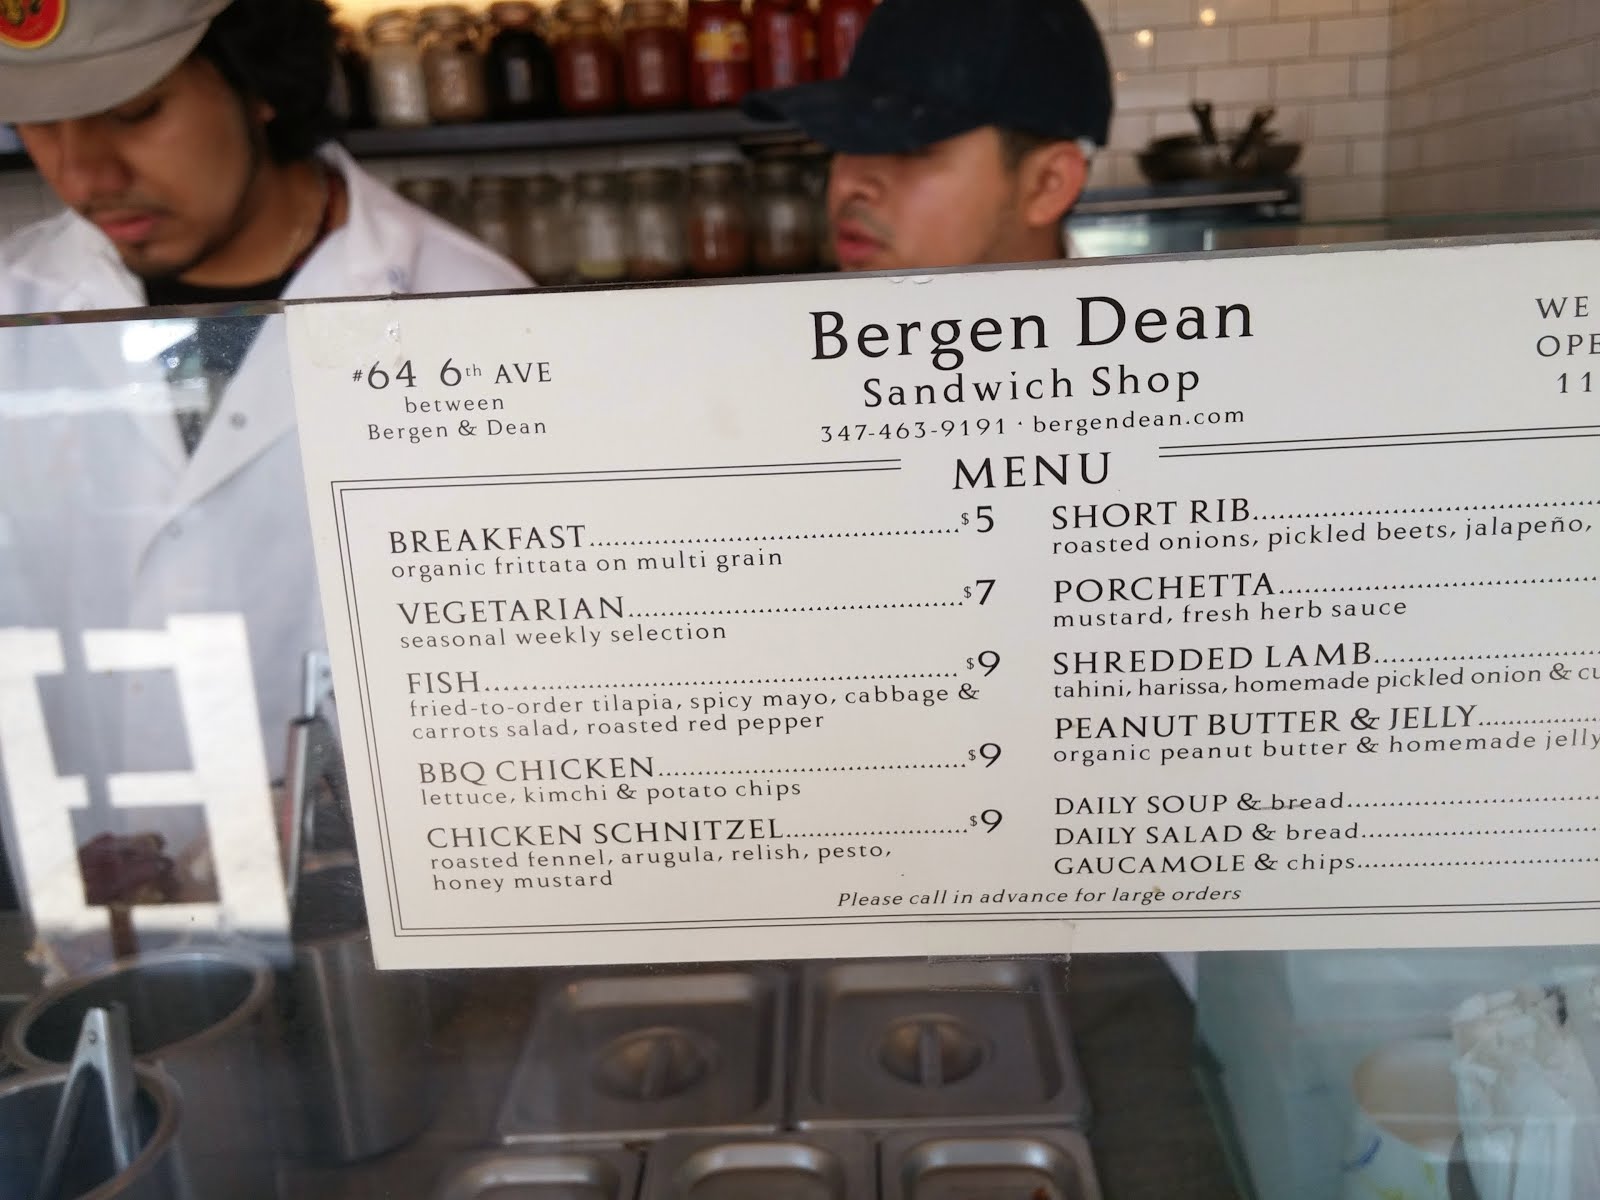 Bergen Dean
Sandwich Shop
347-463-9191 · bergendean.com
#64 6th AVE
between
Bergen & Dean
WE
OPE
11
MENU
BREAKFAST........................................$5
organic frittata on multi grain
VEGETARIAN........................................$7
seasonal weekly selection
FISH........................................$9
fried-to-order tilapia, spicy mayo, cabbage &
carrots salad, roasted red pepper
BBQ CHICKEN........................................$9
lettuce, kimchi & potato chips
CHICKEN SCHNITZEL........................................$9
roasted fennel, arugula, relish, pesto,
honey mustard
SHORT RIB........................................
roasted onions, pickled beets, jalapeño,
PORCHETTA........................................
mustard, fresh herb sauce
SHREDDED LAMB........................................
tahini, harissa, homemade pickled onion & cu
PEANUT BUTTER & JELLY........................................
organic peanut butter & homemade jelly
DAILY SOUP & bread........................................
DAILY SALAD & bread........................................
GAUCAMOLE & chips........................................
Please call in advance for large orders